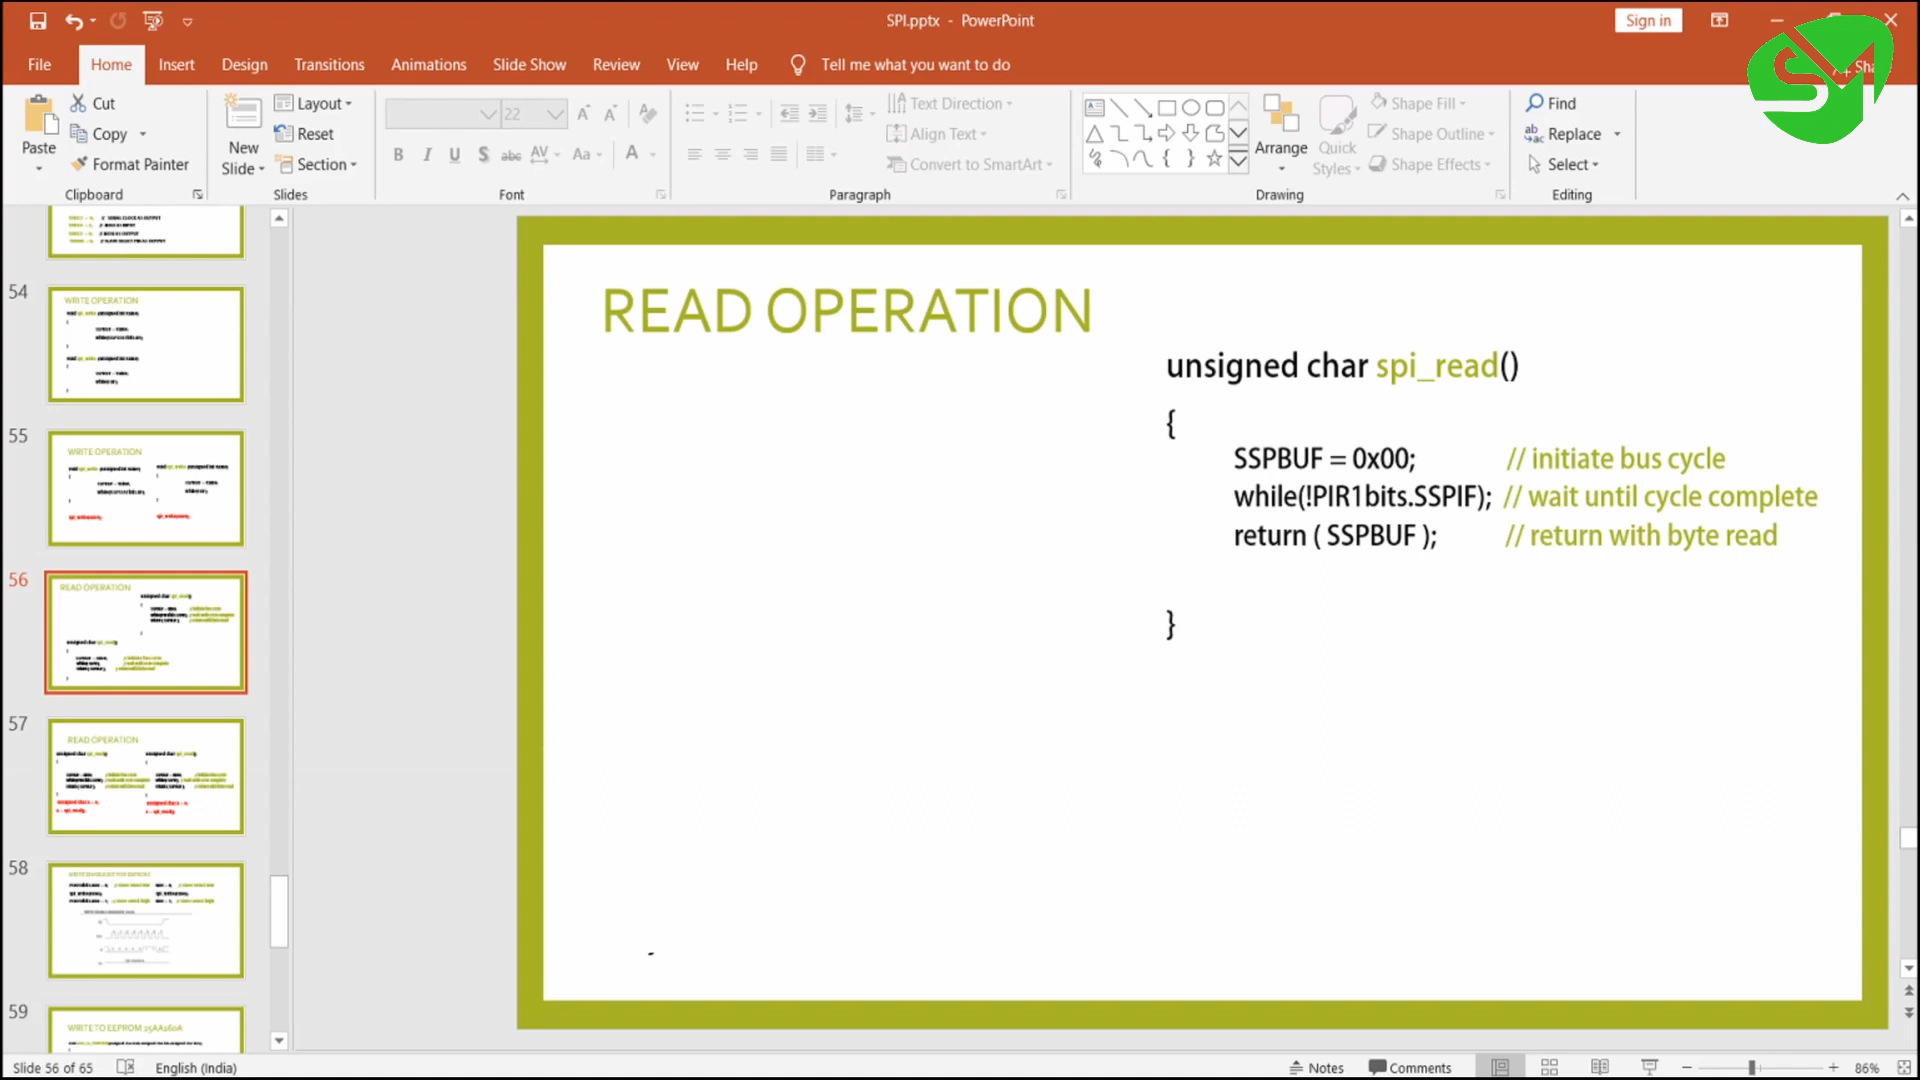 SPI.pptx - PowerPoint
Sign in
File
Home
Insert
Design
Transitions
Animations
Slide Show
Review
View
Help
Tell me what you want to do
Paste
Cut
Copy
Format Painter
Clipboard
New
Slide
Layout
Reset
Section
Slides
22
Font
Text Direction
Align Text
Convert to SmartArt
Paragraph
Arrange
Quick
Styles
Shape Fill
Shape Outline
Shape Effects
Drawing
Find
Replace
Select
Editing
54
WRITE OPERATION
55
WRITE OPERATION
56
READ OPERATION
57
READ OPERATION
58
59
WRITE TO EEPROM 25AA160A
READ OPERATION
unsigned char spi_read()
{
SSPBUF = 0x00; // initiate bus cycle
while(!PIR1bits.SSPIF); // wait until cycle complete
return ( SSPBUF ); // return with byte read
}
Slide 56 of 65
English (India)
Notes
Comments
86%